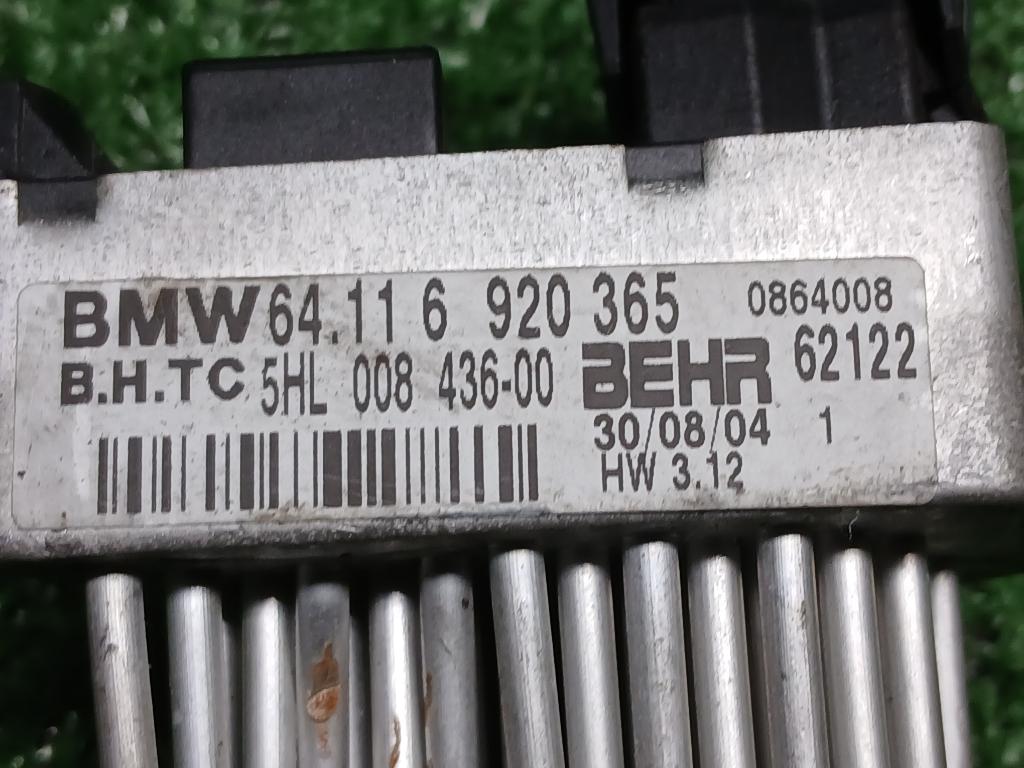 BMW 64.11 6 920 365 0864008
B.H.TC 5HL 008 436-00 BEHR 62122
30/08/04 1
HW 3.12